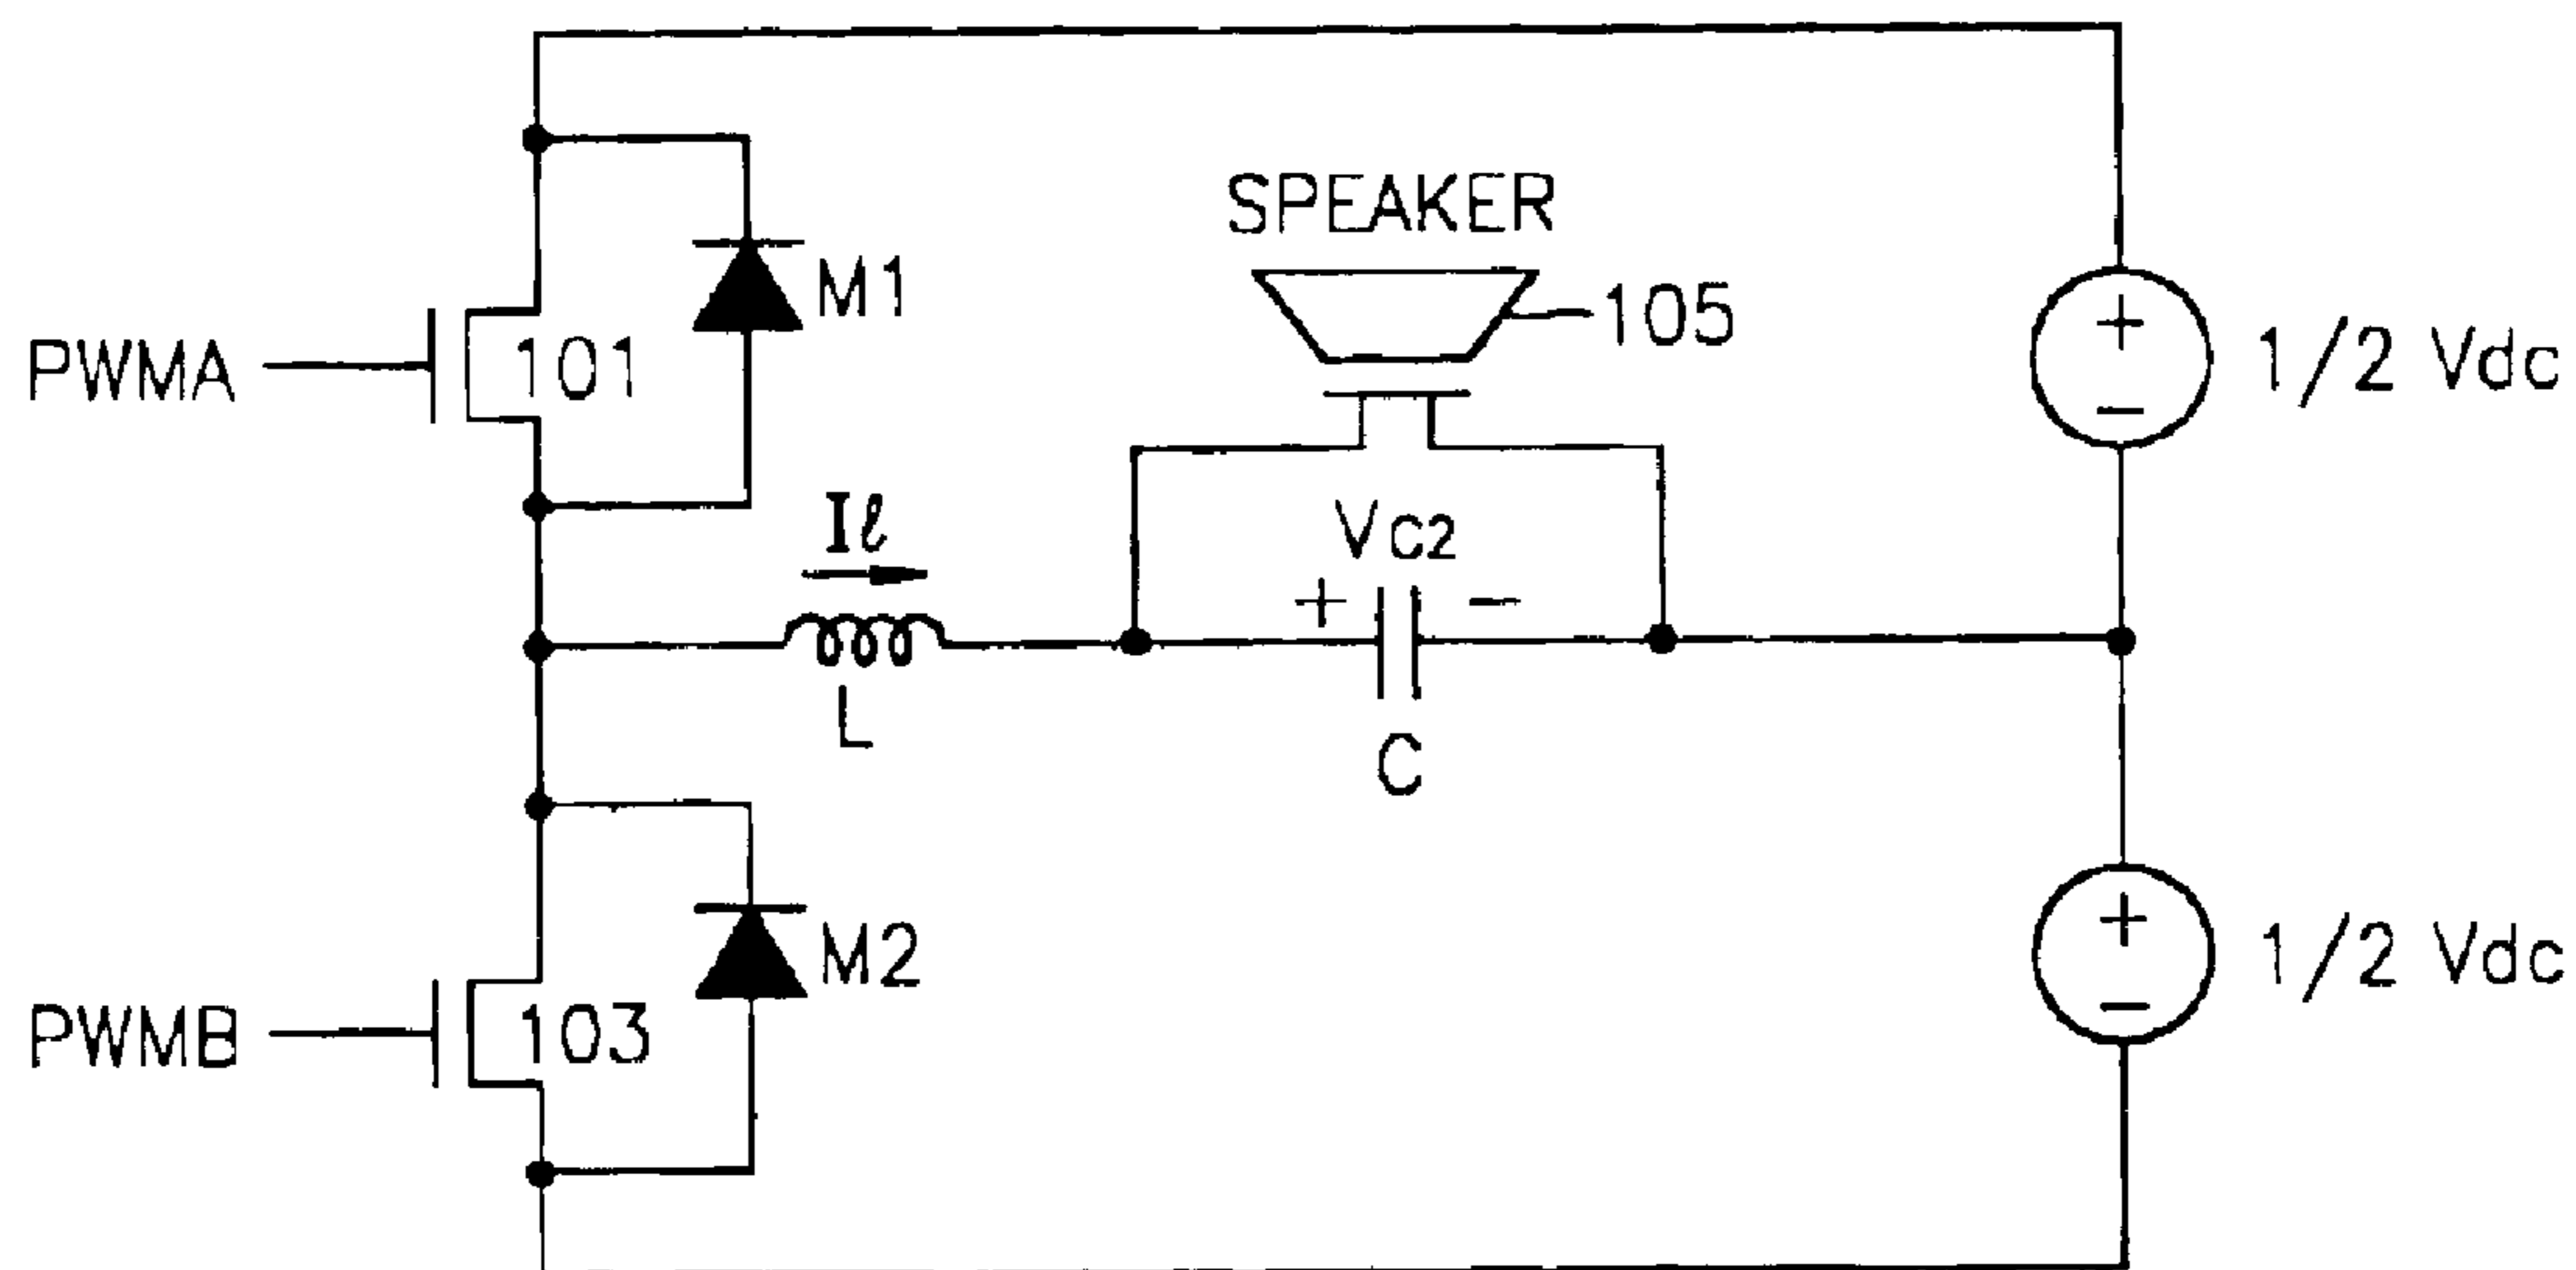 SPEAKER
M1
105
PWMA
101
+
-
1/2 Vdc
Iℓ
VC2
+
-
L
C
M2
+
-
1/2 Vdc
PWMB
103